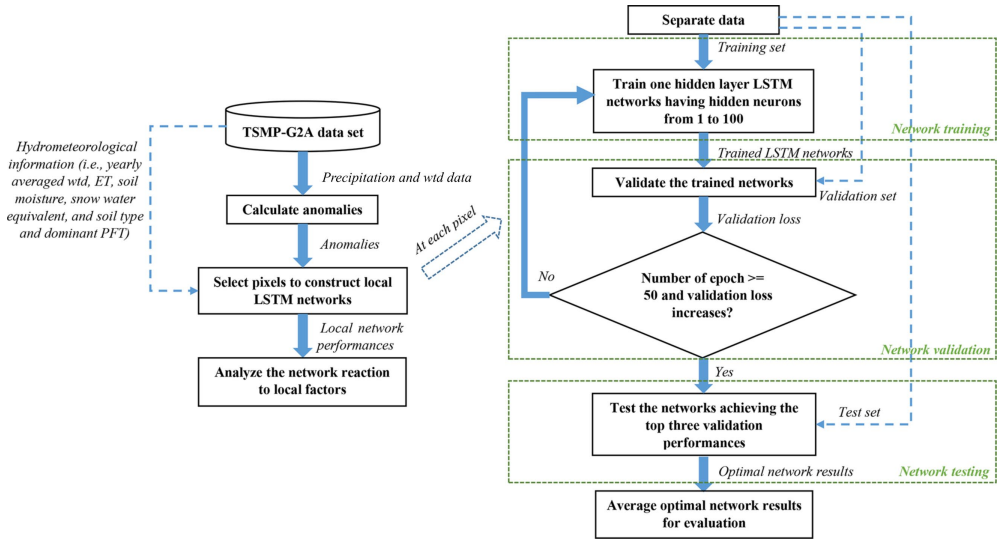 TSMP-G2A data set
Hydrometeorological
information (i.e., yearly
averaged wtd, ET, soil
moisture, snow water
equivalent, and soil type
and dominant PFT)
Precipitation and wtd data
Calculate anomalies
Anomalies
Select pixels to construct local
LSTM networks
Local network
performances
Analyze the network reaction
to local factors
At each pixel
Separate data
Training set
Train one hidden layer LSTM
networks having hidden neurons
from 1 to 100
Network training
Trained LSTM networks
Validate the trained networks
Validation set
Validation loss
No
Number of epoch >=
50 and validation loss
increases?
Network validation
Yes
Test the networks achieving the
top three validation
performances
Test set
Optimal network results
Network testing
Average optimal network results
for evaluation